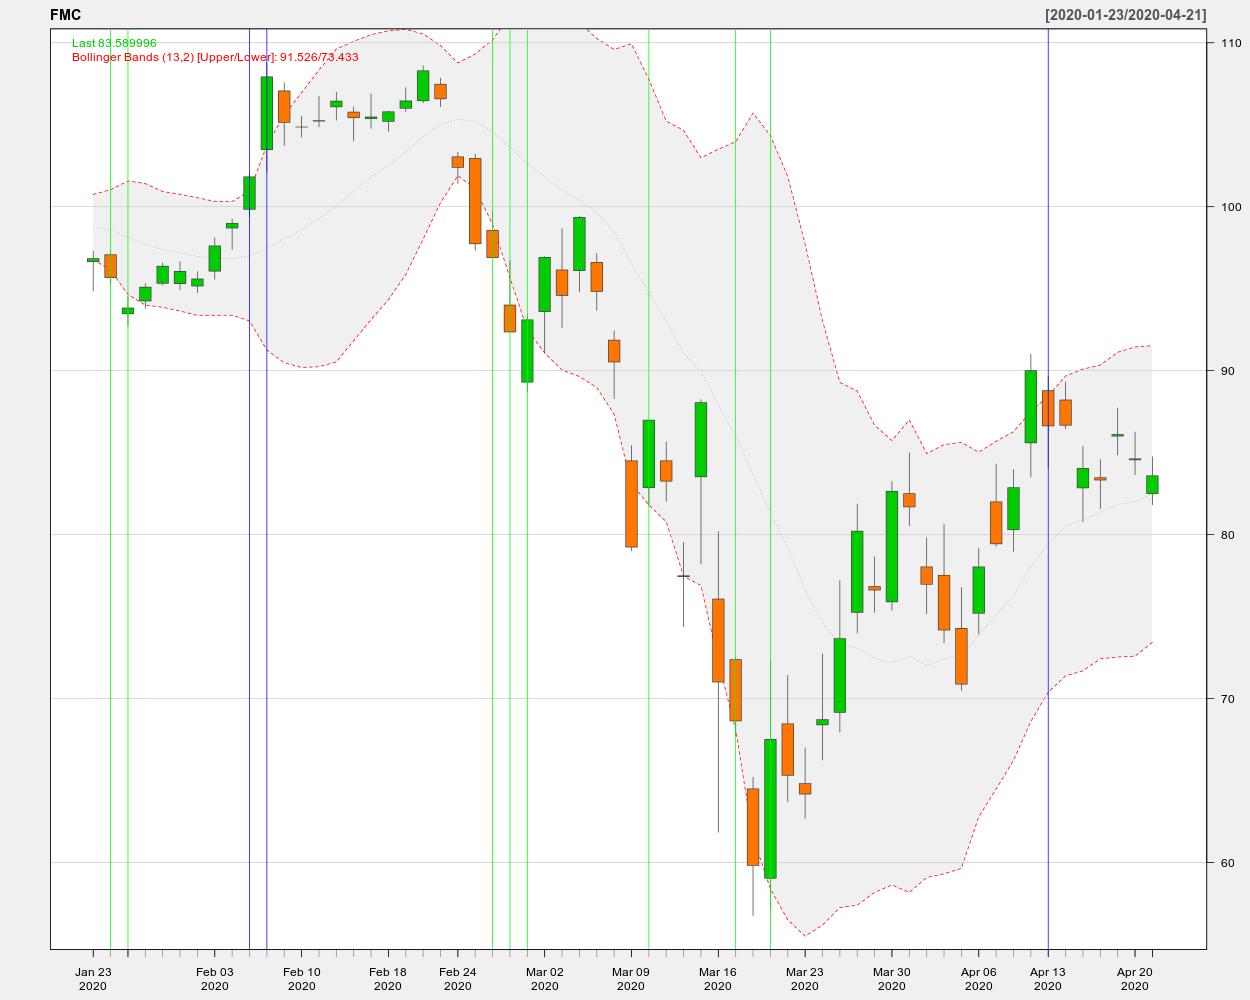 FMC
[2020-01-23/2020-04-21]
Last 83.589996
Bollinger Bands (13,2) [Upper/Lower]: 91.526/73.433
110
100
90
80
70
60
Jan 23 Feb 03 Feb 10 Feb 18 Feb 24 Mar 02 Mar 09 Mar 16 Mar 23 Mar 30 Apr 06 Apr 13 Apr 20
2020 2020 2020 2020 2020 2020 2020 2020 2020 2020 2020 2020 2020